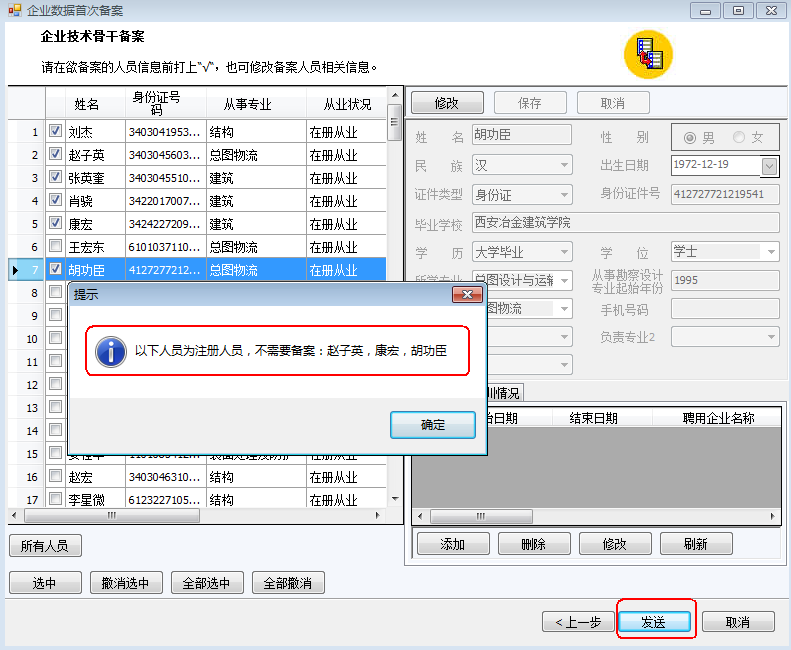 企业数据首次备案
企业技术骨干备案
请在欲备案的人员信息前打上"√"，也可修改备案人员相关信息。
姓名 身份证号码 从事专业 从业状况
1 刘杰 3403041953... 结构 在册从业
2 赵子英 3403045603... 总图物流 在册从业
3 张英奎 3403045510... 建筑 在册从业
4 肖骁 3422017007... 建筑 在册从业
5 康宏 3424227209... 建筑 在册从业
6 王宏东 6101037110... 总图物流 在册从业
7 胡功臣 4127277212... 总图物流 在册从业
8
9
10
11
12
13
14
15
16 赵宏 3403046310... 结构 在册从业
17 李星微 6123227105... 结构 在册从业
所有人员
选中 撤消选中 全部选中 全部撤消
修改 保存 取消
姓 名 胡功臣 性 别 男 女
民 族 汉 出生日期 1972-12-19
证件类型 身份证 身份证件号 412727721219541
毕业学校 西安冶金建筑学院
学 历 大学毕业 学 位 学士
所学专业 总图设计与运输 从事勘察设计专业起始年份 1995
图物流 手机号码
负责专业2
提示
以下人员为注册人员，不需要备案：赵子英，康宏，胡功臣
确定
训情况
始日期 结束日期 聘用企业名称
添加 删除 修改 刷新
<上一步 发送 取消